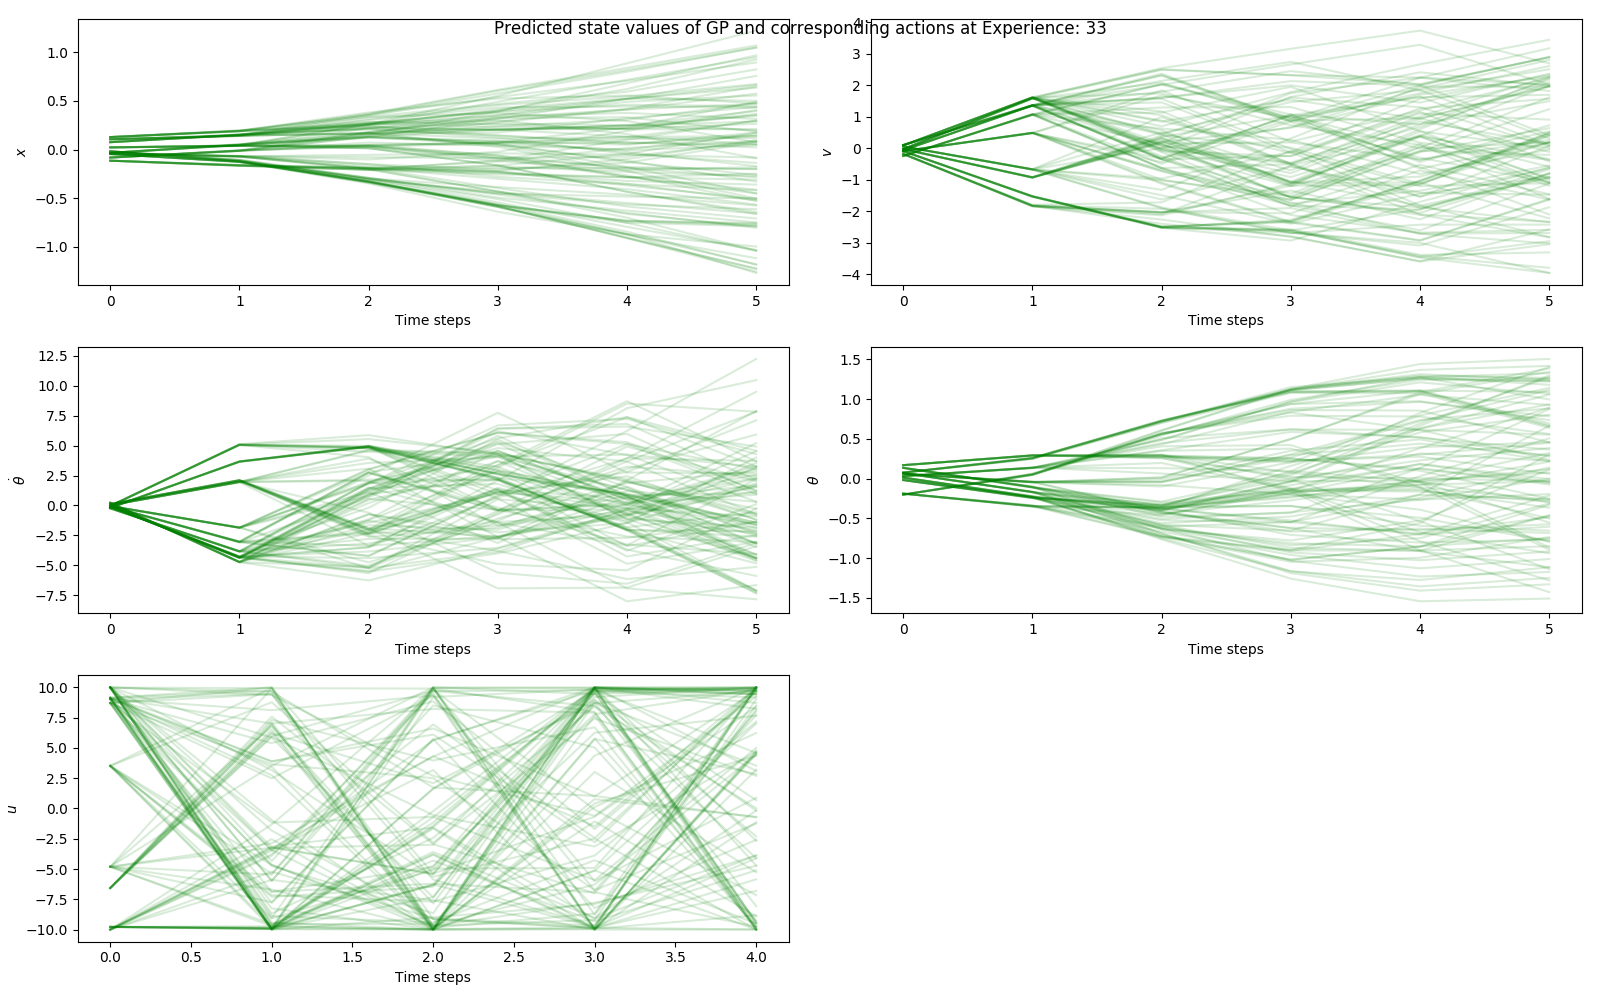 Predicted state values of GP and corresponding actions at Experience: 33
1.0
0.5
0.0
−0.5
−1.0
x
0 1 2 3 4 5
Time steps
4
3
2
1
0
−1
−2
−3
−4
v
0 1 2 3 4 5
Time steps
12.5
10.0
7.5
5.0
2.5
0.0
−2.5
−5.0
−7.5
θ̇
0 1 2 3 4 5
Time steps
1.5
1.0
0.5
0.0
−0.5
−1.0
−1.5
θ
0 1 2 3 4 5
Time steps
10.0
7.5
5.0
2.5
0.0
−2.5
−5.0
−7.5
−10.0
u
0.0 0.5 1.0 1.5 2.0 2.5 3.0 3.5 4.0
Time steps